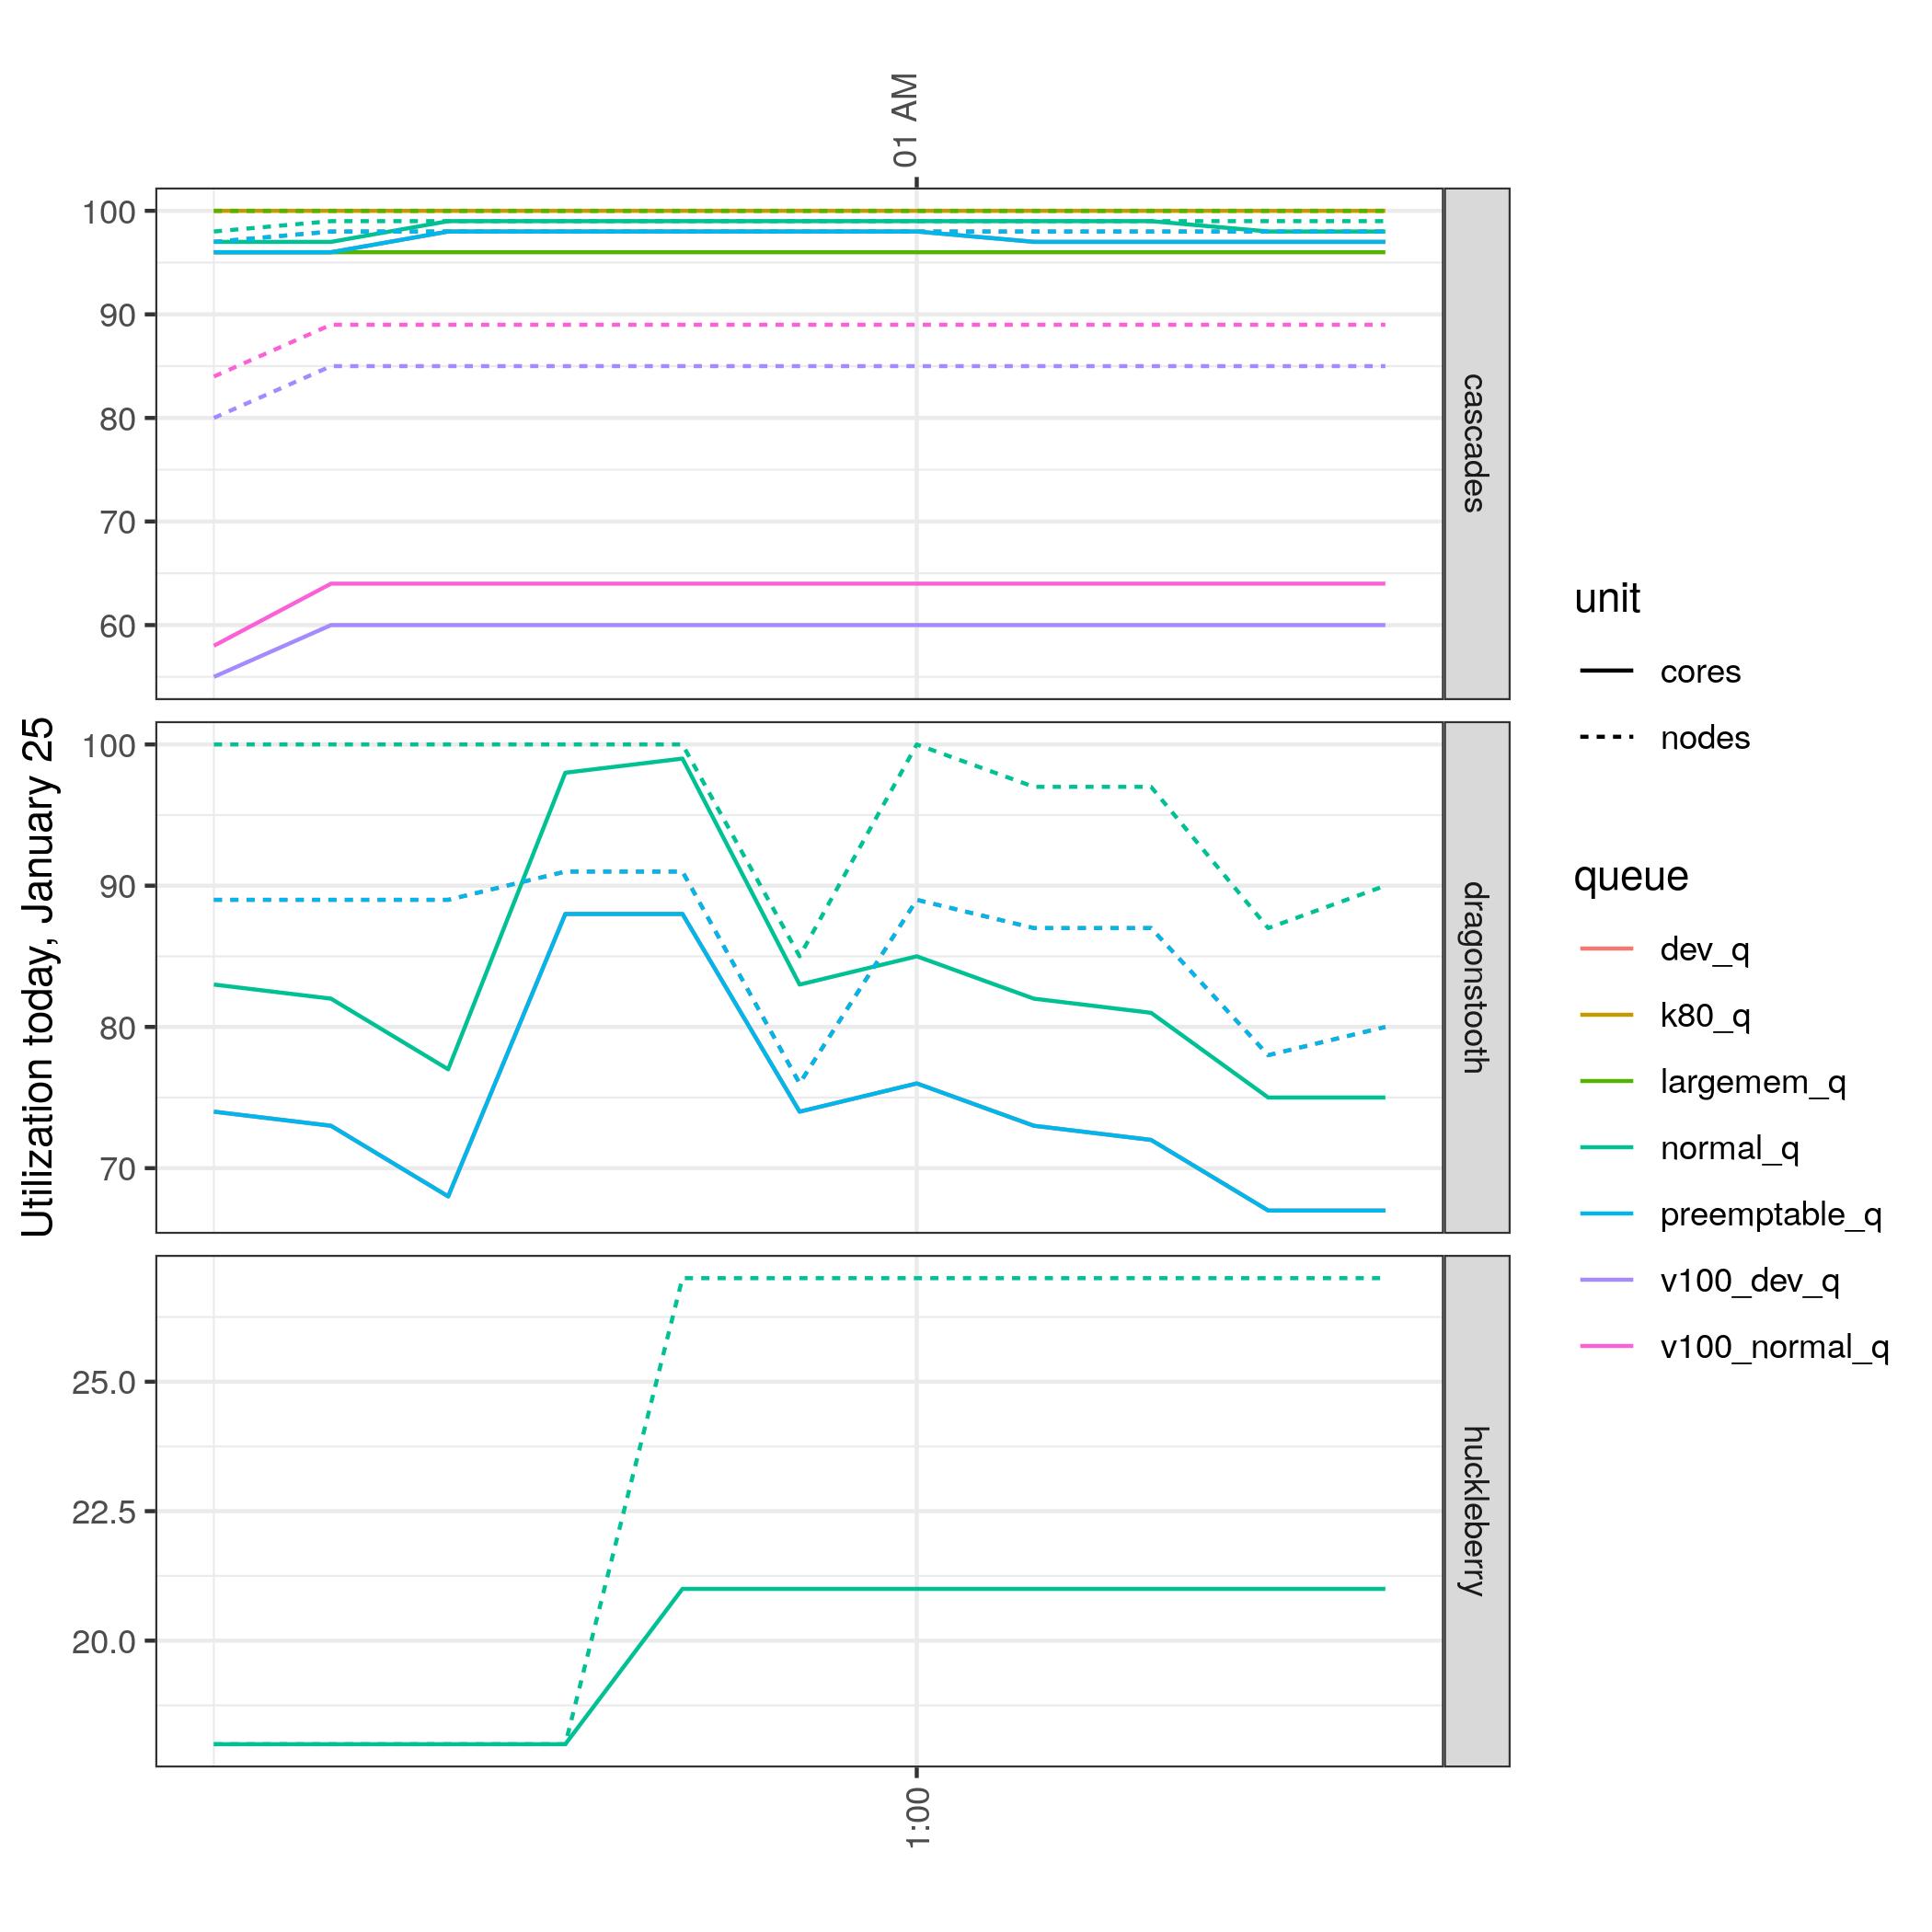 01 AM
Utilization today, January 25
100
90
80
70
60
cascades
100
90
80
70
dragonstooth
25.0
22.5
20.0
huckleberry
1:00
unit
cores
nodes
queue
dev_q
k80_q
largemem_q
normal_q
preemptable_q
v100_dev_q
v100_normal_q